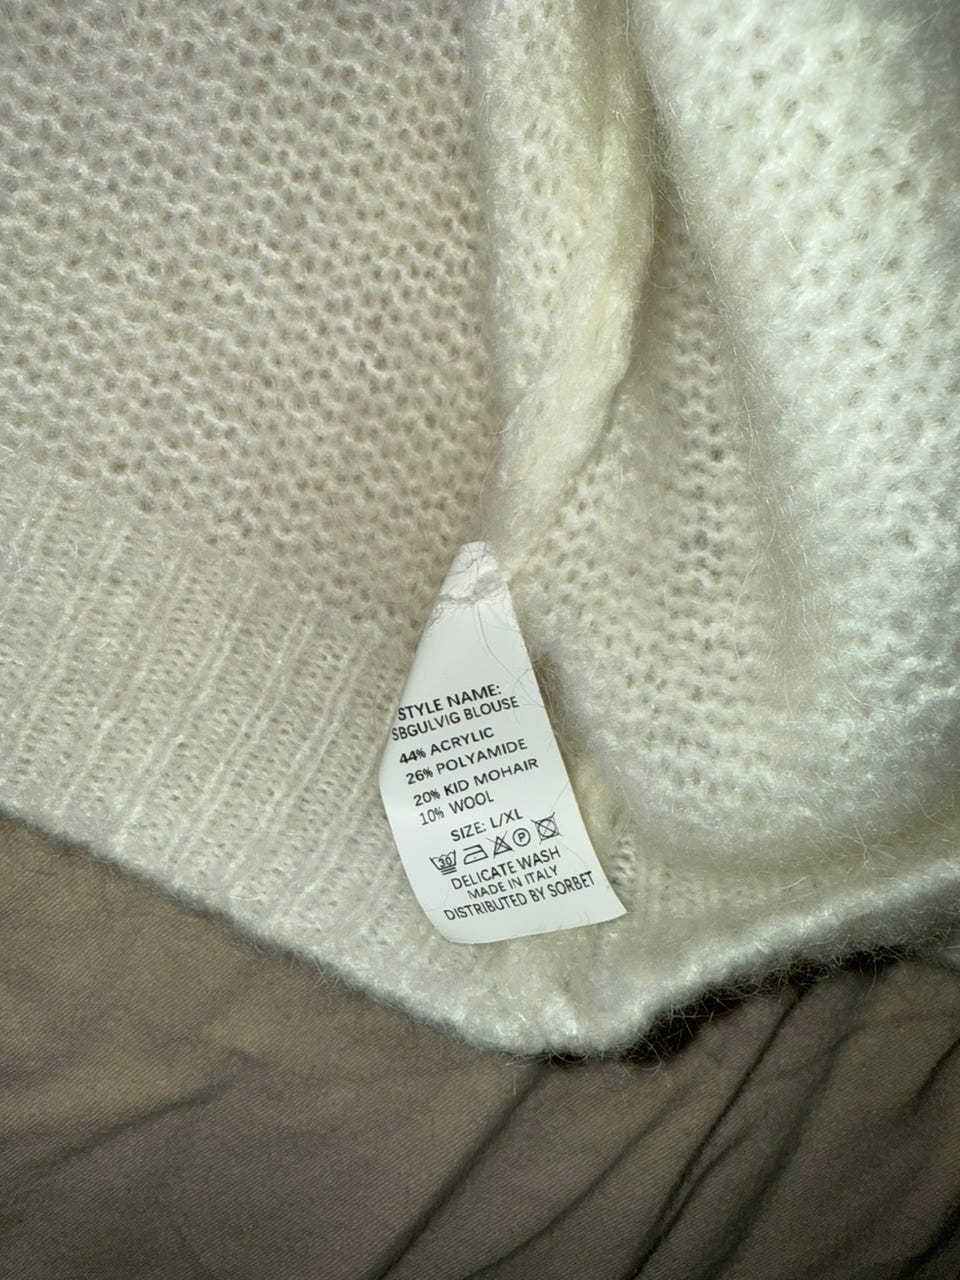 STYLE NAME:
SBGULVIG BLOUSE
44% ACRYLIC
26% POLYAMIDE
20% KID MOHAIR
10% WOOL
SIZE: L/XL
30 P
DELICATE WASH
MADE IN ITALY
DISTRIBUTED BY SORBET